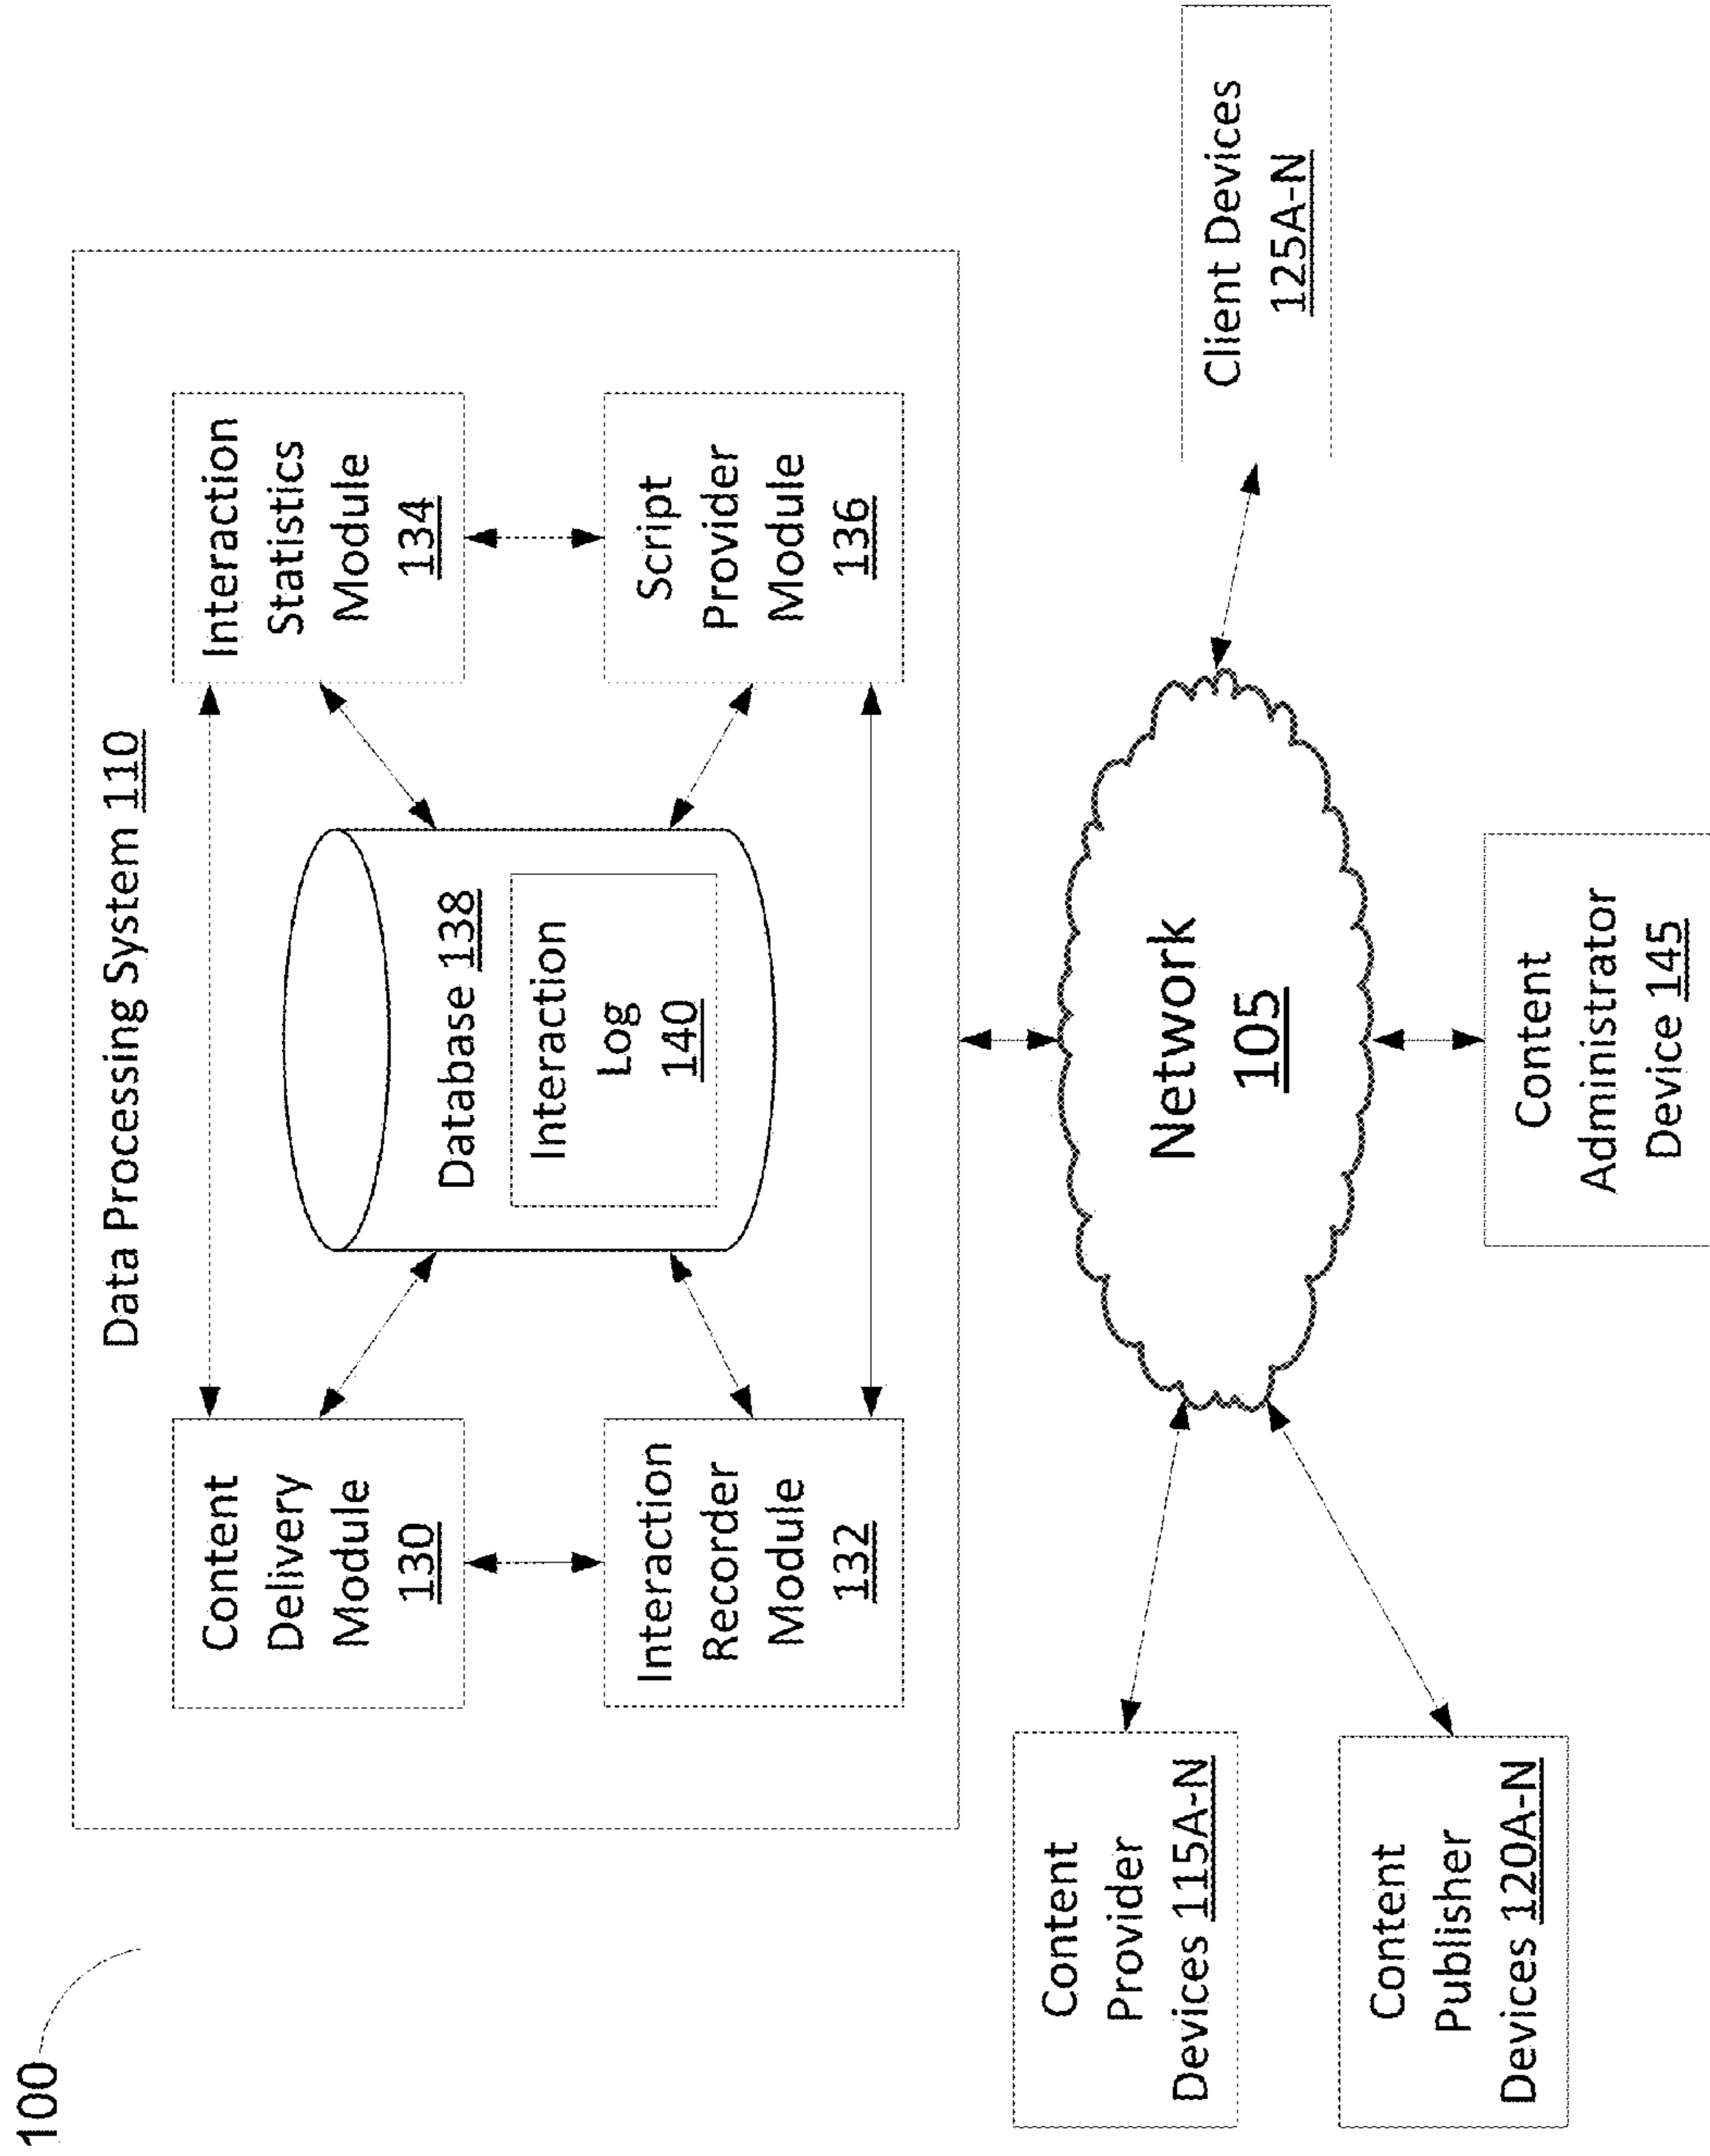 100
Data Processing System 110
Content
Delivery
Module
130
Interaction
Statistics
Module
134
Database 138
Interaction
Log
140
Interaction
Recorder
Module
132
Script
Provider
Module
136
Content
Provider
Devices 115A-N
Network
105
Client Devices
125A-N
Content
Publisher
Devices 120A-N
Content
Administrator
Device 145